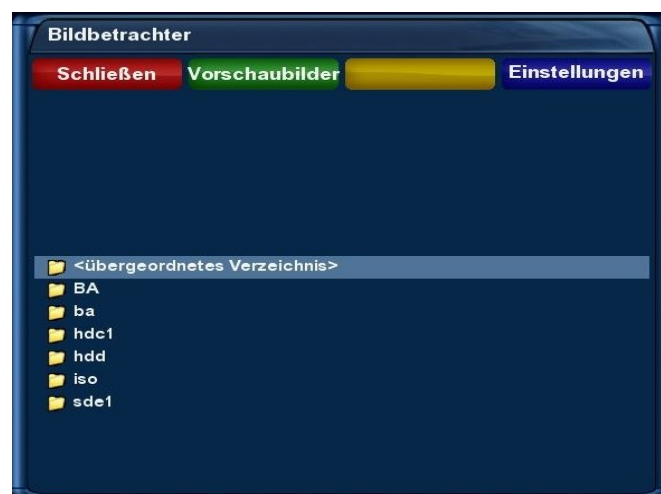 Bildbetrachter
Schließen Vorschaubilder Einstellungen
<übergeordnetes Verzeichnis>
BA
ba
hdc1
hdd
iso
sde1